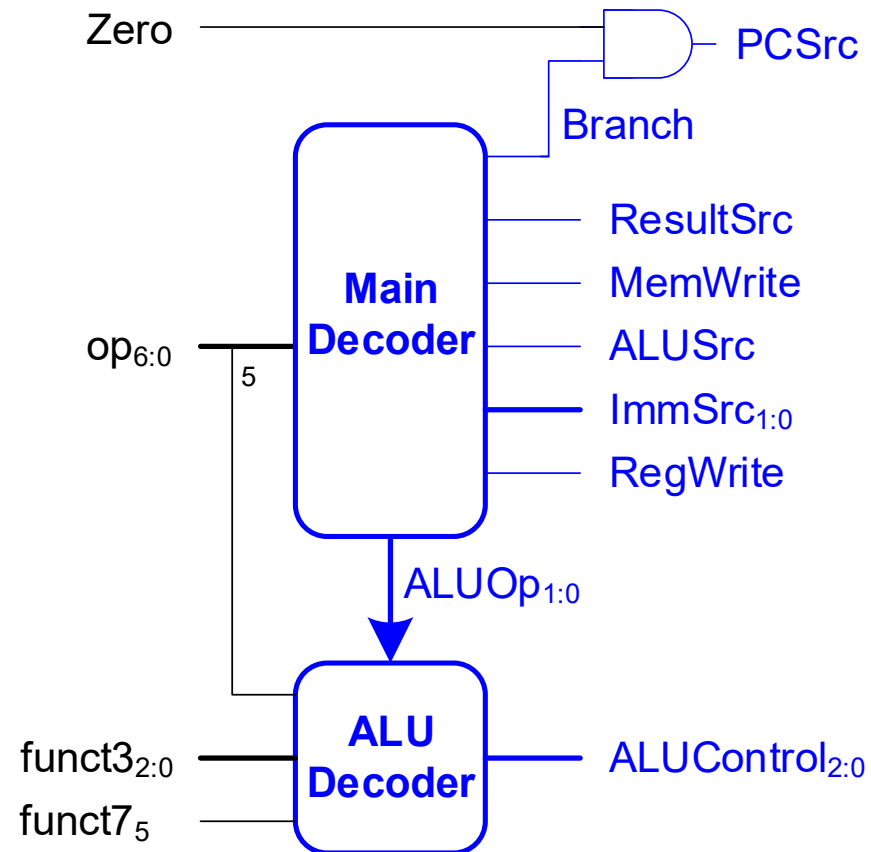 Zero
PCSrc
Branch
ResultSrc
MemWrite
Main
Decoder
ALUSrc
op6:0
5
ImmSrc1:0
RegWrite
ALUOp1:0
ALU
Decoder
funct32:0
ALUControl2:0
funct75